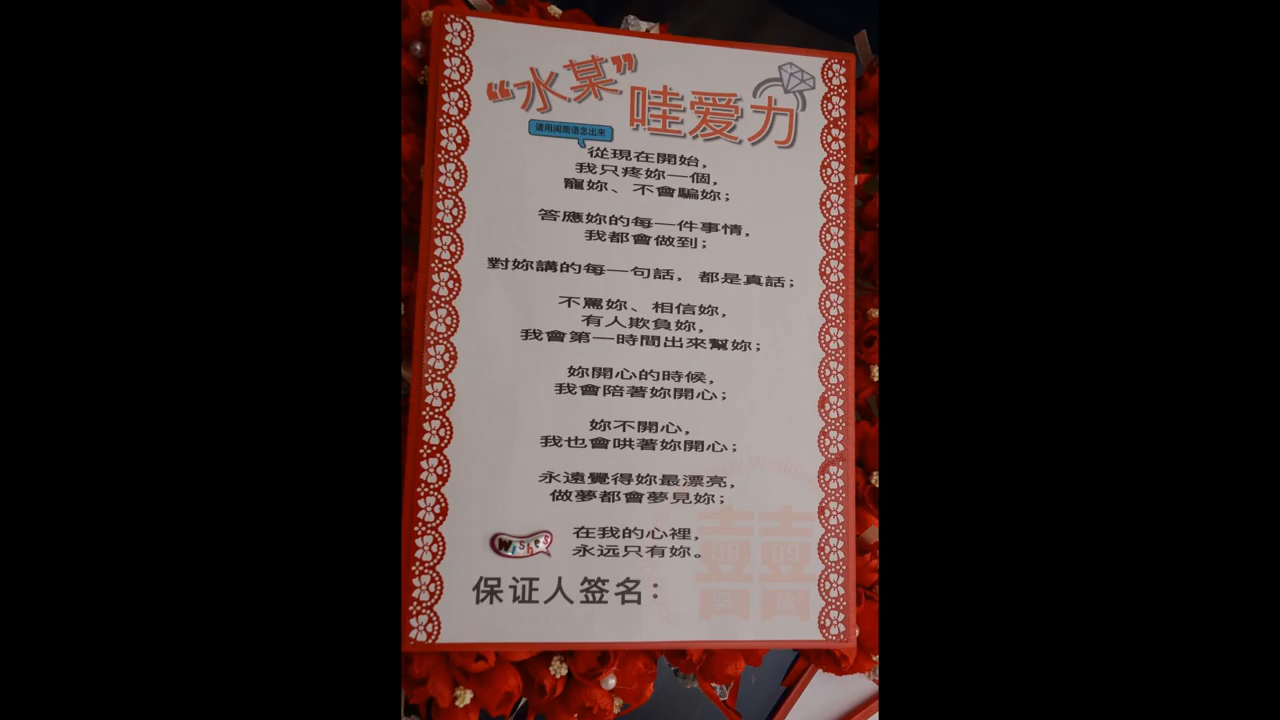 “水某”哇爱力
请用闽南语念出来
從現在開始，
我只疼妳一個，
寵妳、不會騙妳；
答應妳的每一件事情，
我都會做到；
對妳講的每一句話，都是真話；
不罵妳、相信妳，
有人欺負妳，
我會第一時間出來幫妳；
妳開心的時候，
我會陪著妳開心；
妳不開心，
我也會哄著妳開心；
永遠覺得妳最漂亮，
做夢都會夢見妳；
在我的心裡，
永远只有妳。
Wishes
保证人签名：
囍
08 09